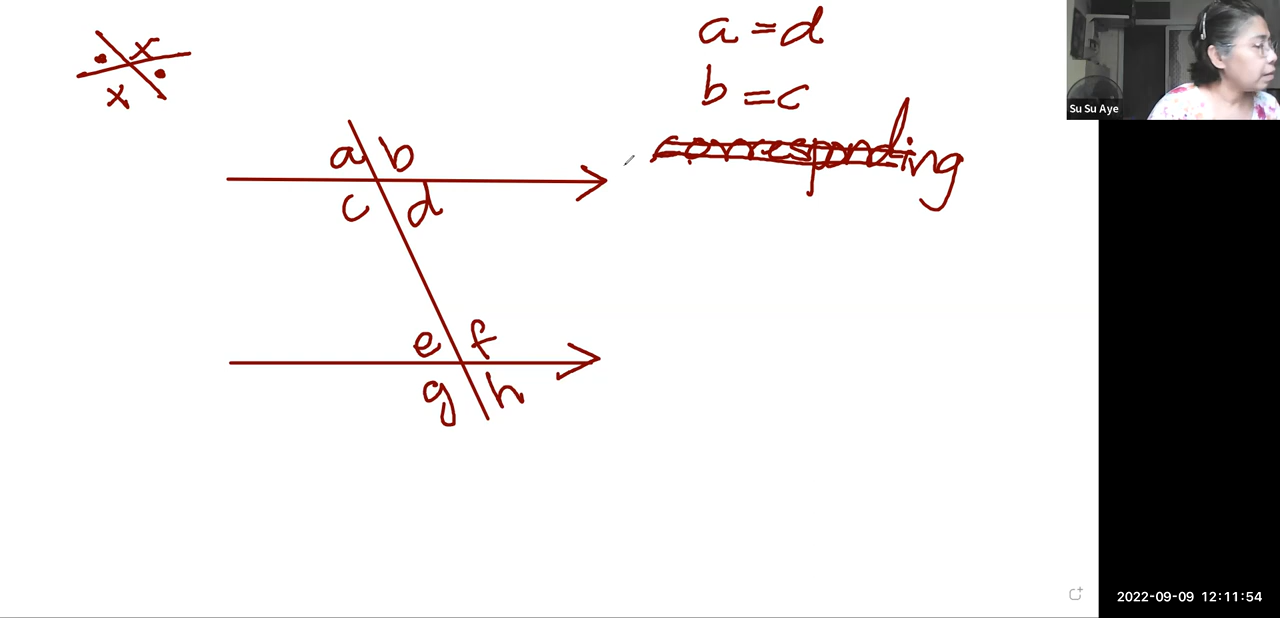 x
x
a = d
b = c
corresponding
a b
c d
e f
g h
Su Su Aye
2022-09-09 12:11:54